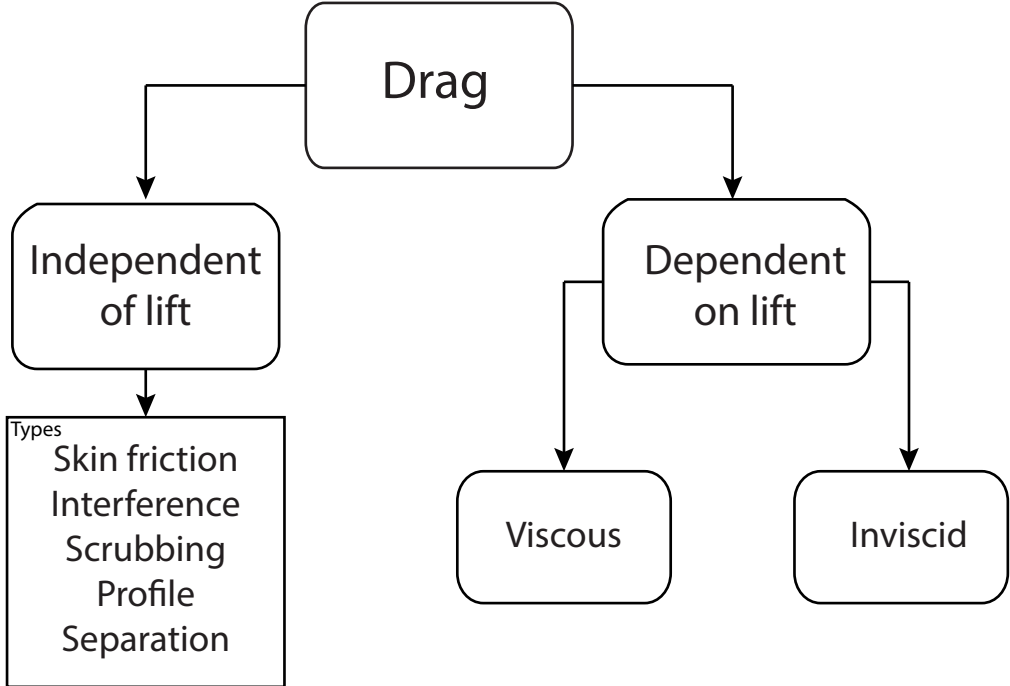 Drag
Independent
of lift
Dependent
on lift
Types
Skin friction
Interference
Scrubbing
Profile
Separation
Viscous
Inviscid